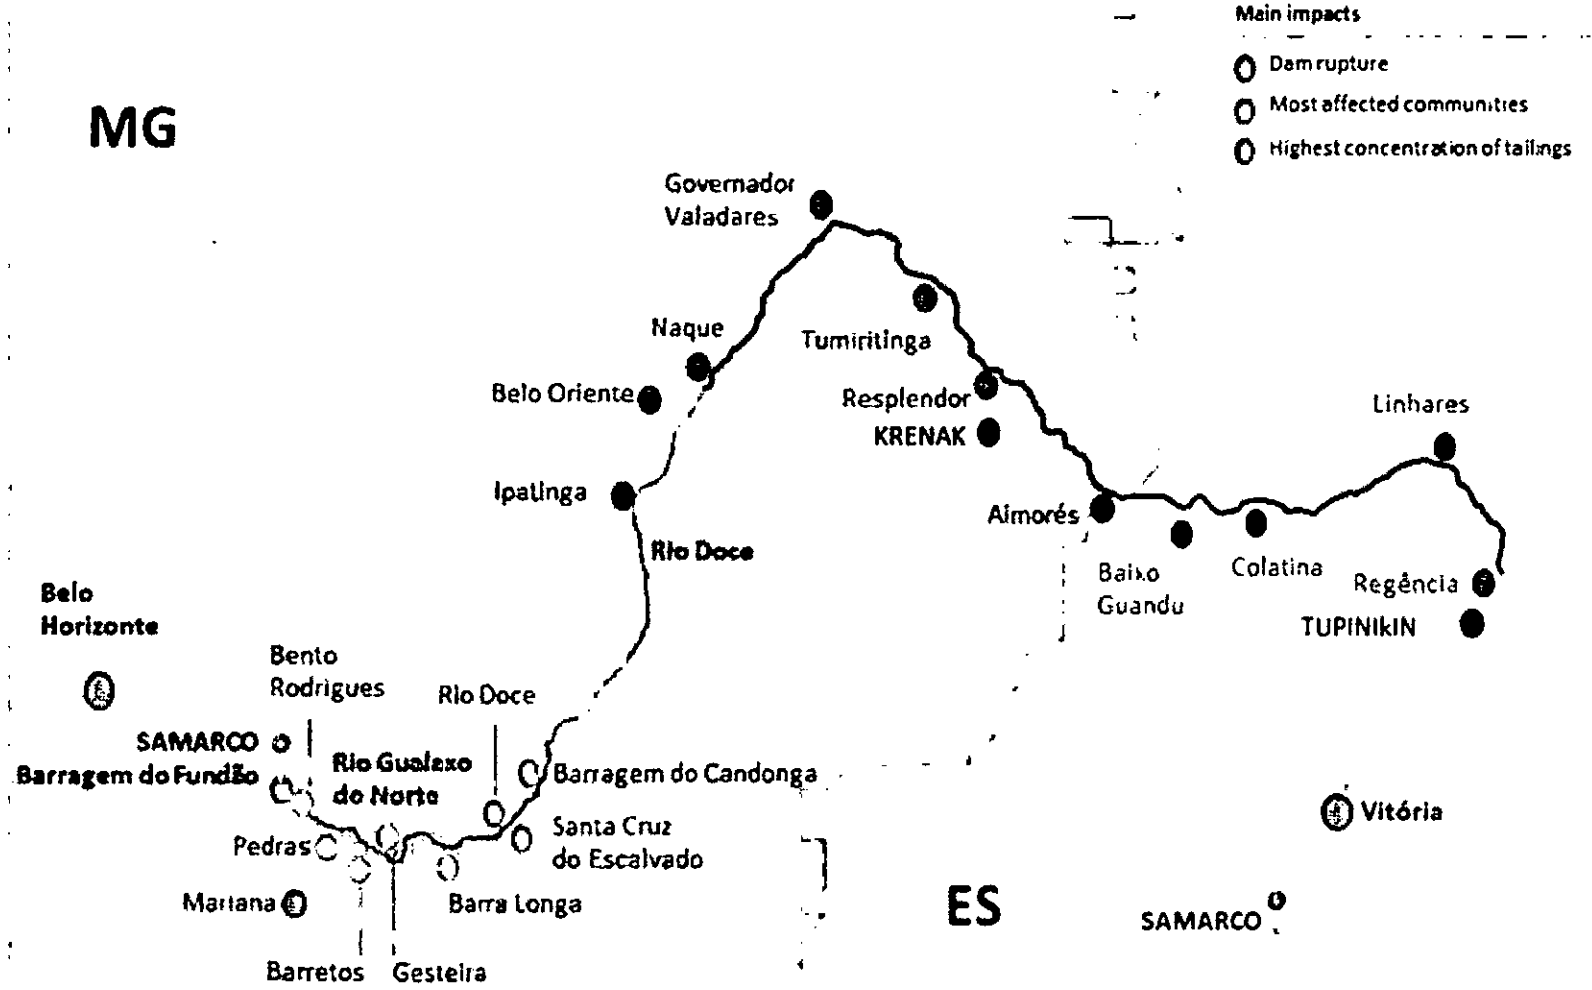 Main impacts
Dam rupture
Most affected communities
Highest concentration of tailings
MG
Governador
Valadares
Naque
Tumiritinga
Belo Oriente
Resplendor
KRENAK
Linhares
Ipatinga
Aimorés
Rio Doce
Baixo
Guandu
Colatina
Regência
TUPINIkIN
Belo
Horizonte
Bento
Rodrigues
Rio Doce
SAMARCO
Barragem do Fundão
Rio Gualaxo
do Norte
Barragem do Candonga
Vitória
Pedras
Santa Cruz
do Escalvado
Mariana
Barra Longa
ES
SAMARCO
Barretos
Gesteira